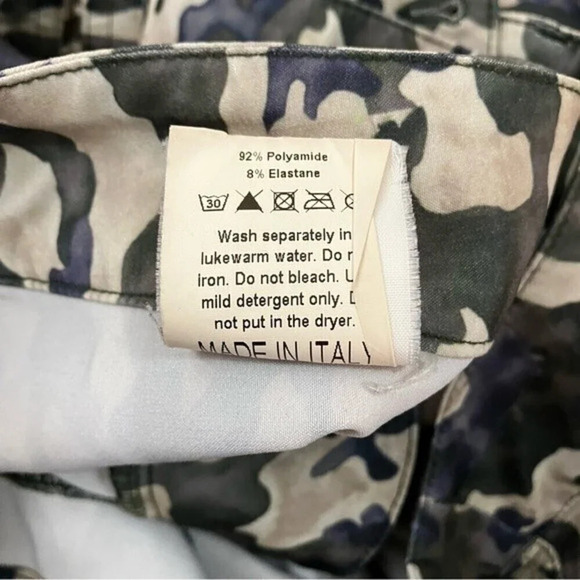 92% Polyamide
8% Elastane
30
Wash separately in
lukewarm water. Do
iron. Do not bleach.
mild detergent only.
not put in the dryer.
MADE IN ITALY